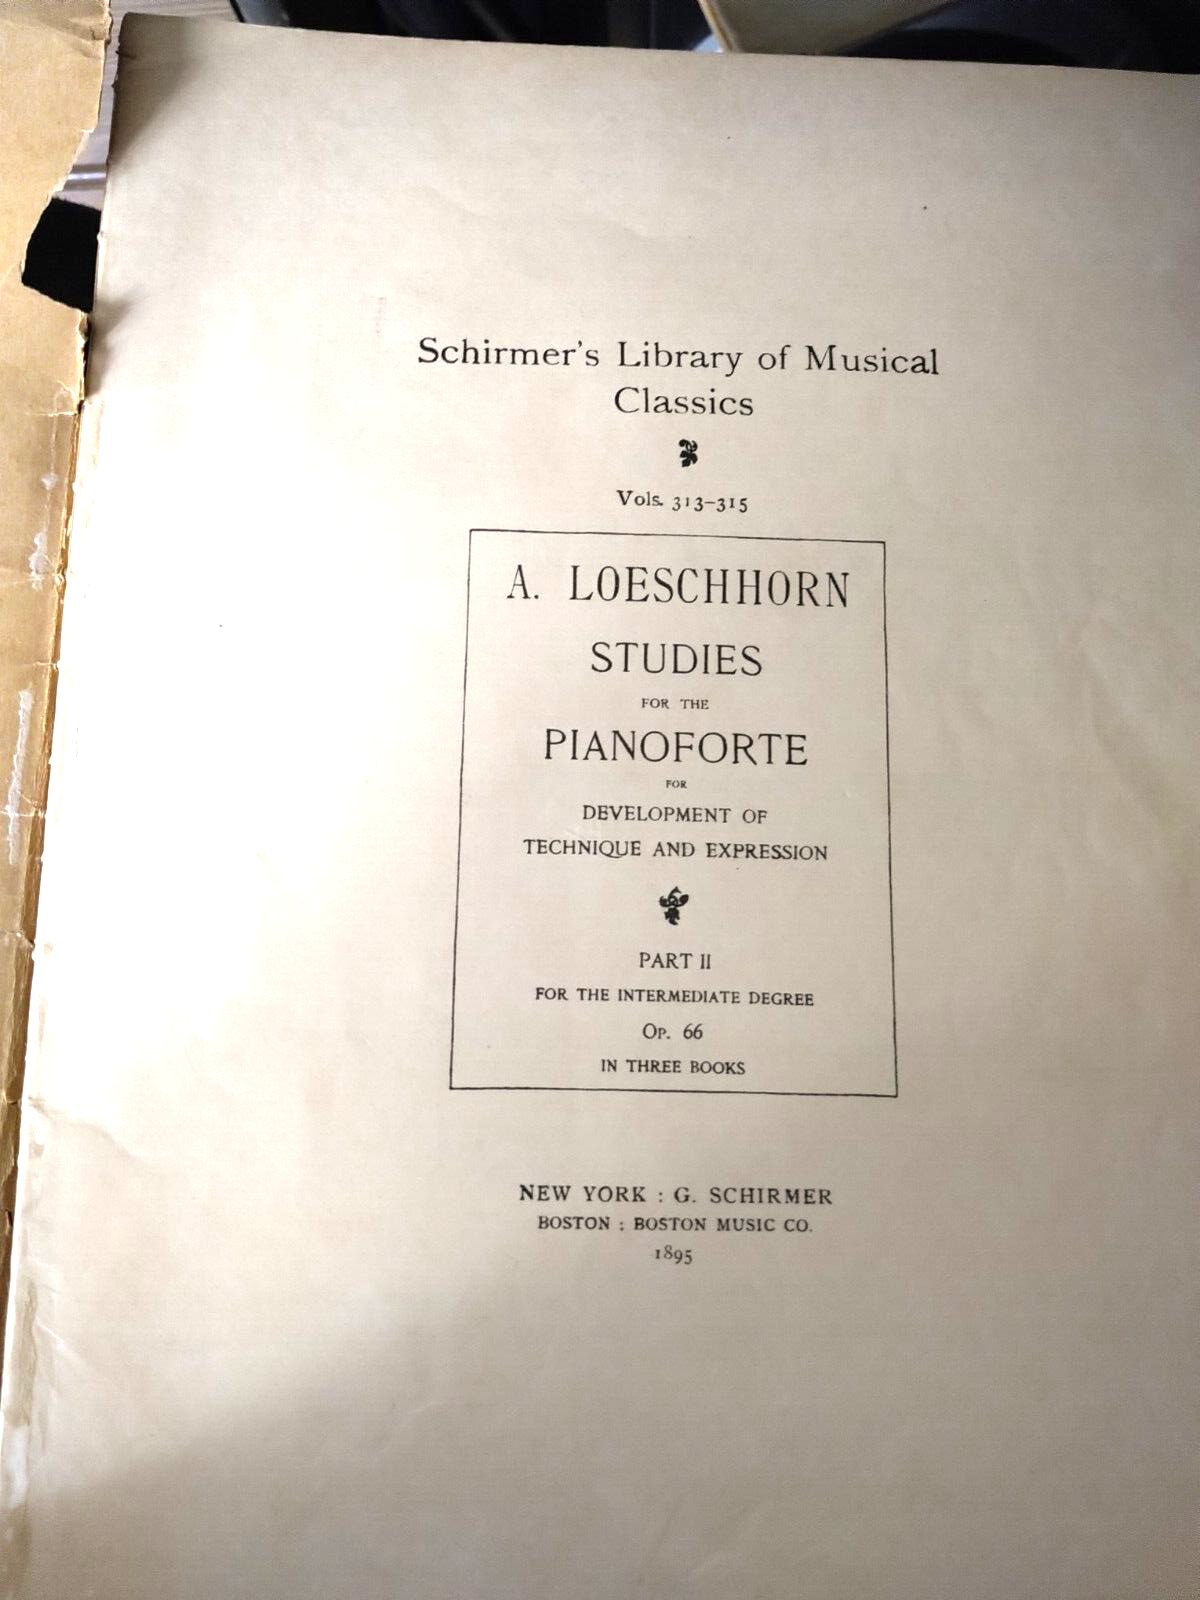 Schirmer's Library of Musical
Classics
Vols. 313–315
A. LOESCHHORN
STUDIES
FOR THE
PIANOFORTE
FOR
DEVELOPMENT OF
TECHNIQUE AND EXPRESSION
PART II
FOR THE INTERMEDIATE DEGREE
OP. 66
IN THREE BOOKS
NEW YORK : G. SCHIRMER
BOSTON : BOSTON MUSIC CO.
1895